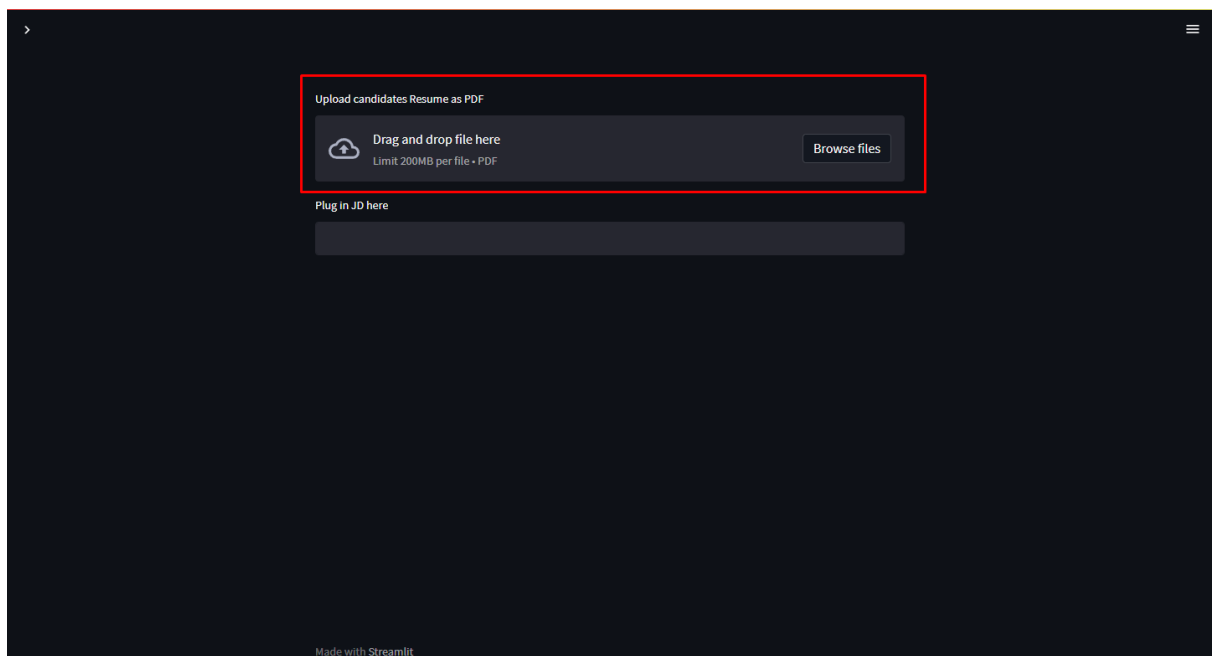 Upload candidates Resume as PDF
Drag and drop file here
Limit 200MB per file • PDF
Browse files
Plug in JD here
Made with Streamlit